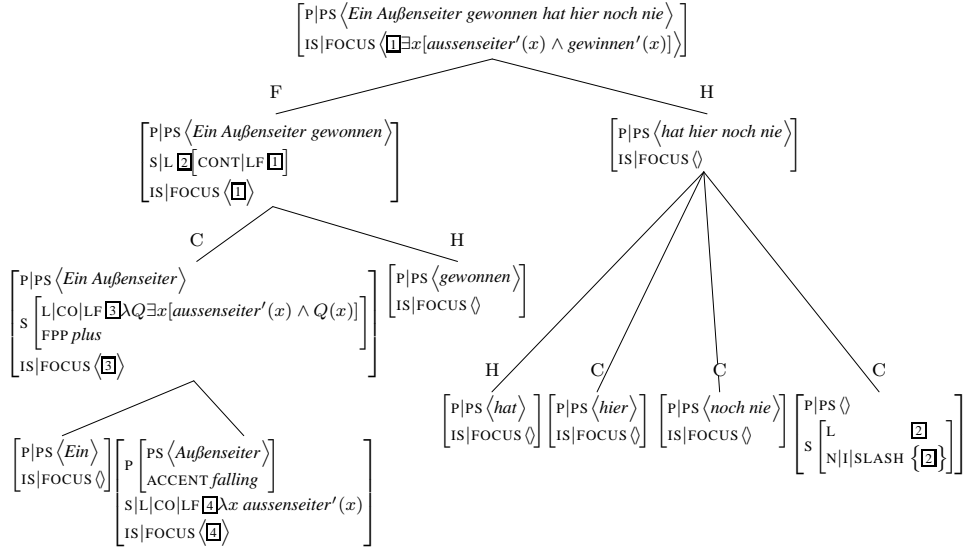 P|PS ⟨Ein Außenseiter gewonnen hat hier noch nie⟩
IS|FOCUS ⟨[1]∃x[aussenseiter′(x) ∧ gewinnen′(x)]⟩
F
H
P|PS ⟨Ein Außenseiter gewonnen⟩
S|L [2][CONT|LF [1]]
IS|FOCUS ⟨[1]⟩
P|PS ⟨hat hier noch nie⟩
IS|FOCUS ⟨⟩
C
H
P|PS ⟨Ein Außenseiter⟩
S [L|CO|LF [3]λQ∃x[aussenseiter′(x) ∧ Q(x)]
FPP plus]
IS|FOCUS ⟨[3]⟩
P|PS ⟨gewonnen⟩
IS|FOCUS ⟨⟩
H
C
C
C
P|PS ⟨hat⟩
IS|FOCUS ⟨⟩
P|PS ⟨hier⟩
IS|FOCUS ⟨⟩
P|PS ⟨noch nie⟩
IS|FOCUS ⟨⟩
P|PS ⟨⟩
S [L [2]
N|I|SLASH {[2]}]
P|PS ⟨Ein⟩
IS|FOCUS ⟨⟩
P [PS ⟨Außenseiter⟩
ACCENT falling]
S|L|CO|LF [4]λx aussenseiter′(x)
IS|FOCUS ⟨[4]⟩